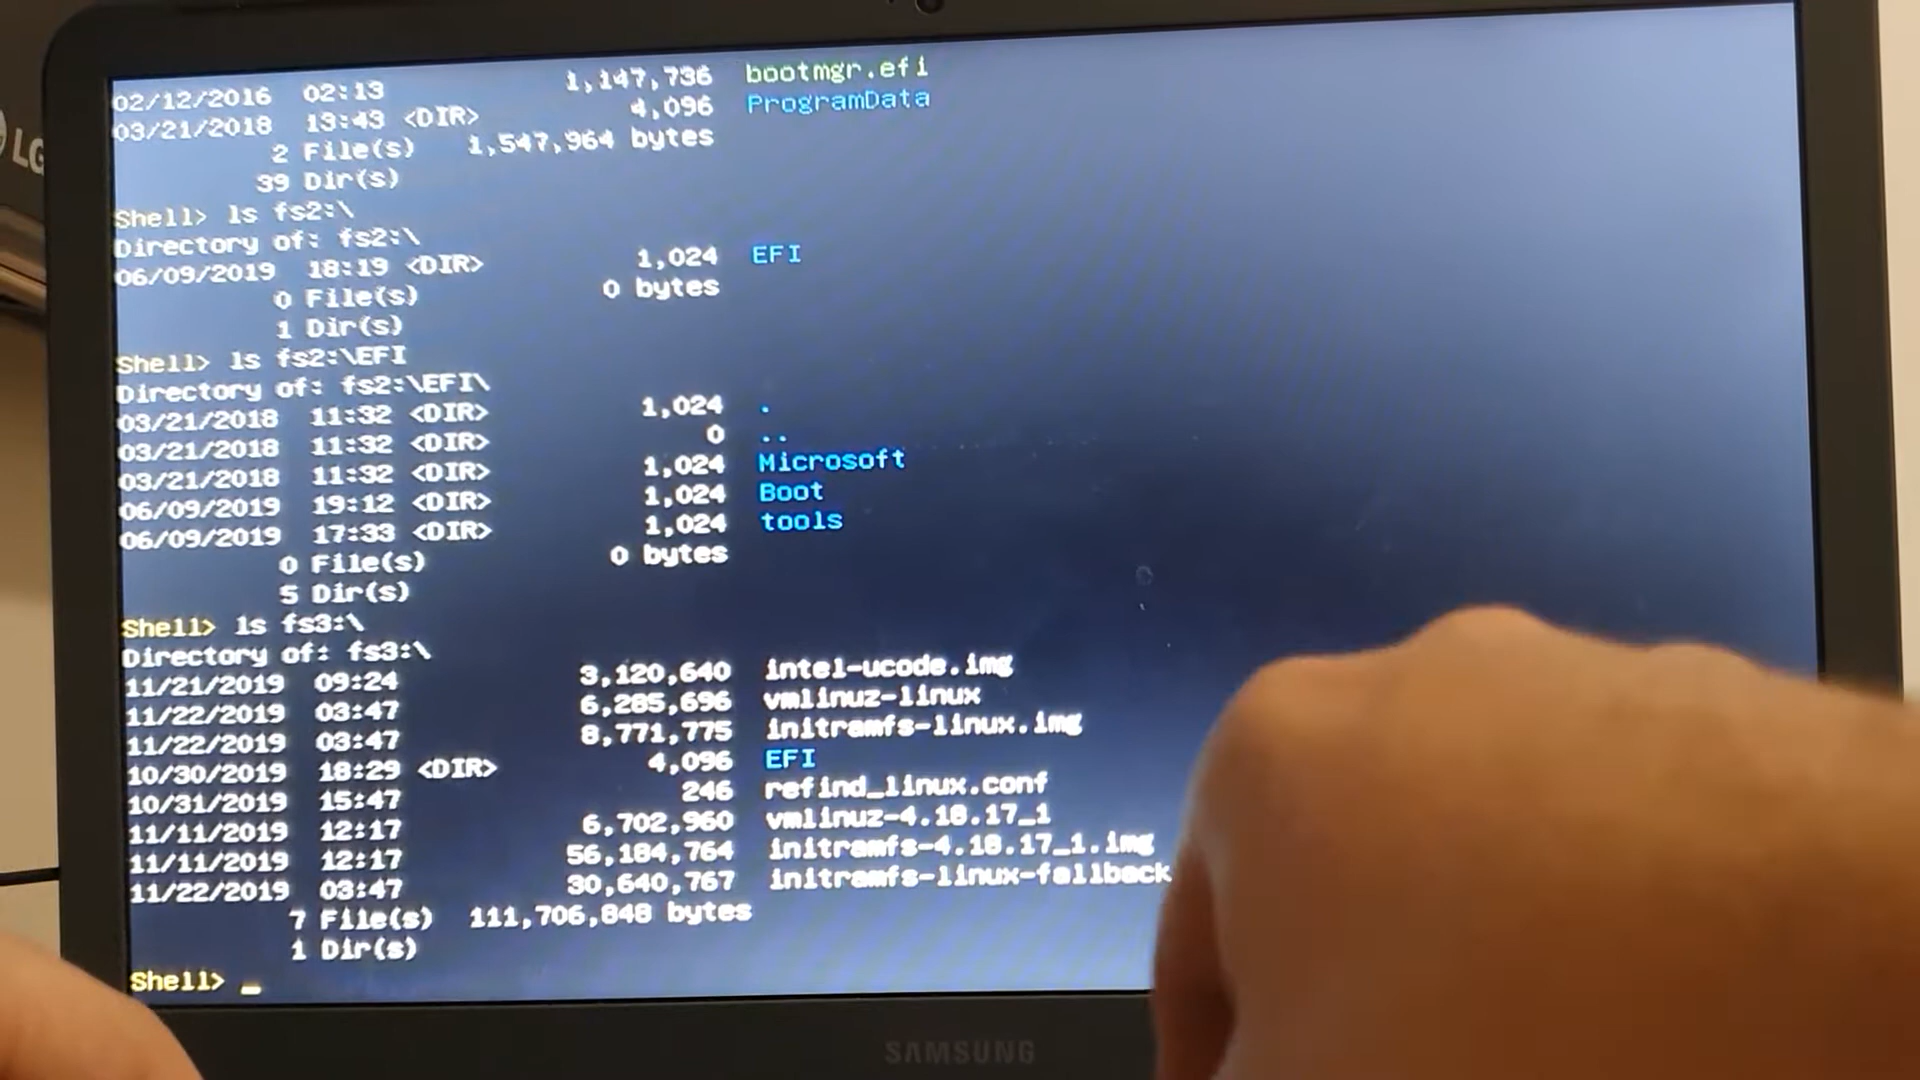 02/12/2016 02:13 1,147,736 bootmgr.efi
03/21/2018 13:43 <DIR> 4,096 ProgramData
2 File(s) 1,547,964 bytes
39 Dir(s)
Shell> ls fs2:\
Directory of: fs2:\
06/09/2019 18:19 <DIR> 1,024 EFI
0 File(s) 0 bytes
1 Dir(s)
Shell> ls fs2:\EFI
Directory of: fs2:\EFI\
03/21/2018 11:32 <DIR> 1,024 .
03/21/2018 11:32 <DIR> 0 ..
03/21/2018 11:32 <DIR> 1,024 Microsoft
06/09/2019 19:12 <DIR> 1,024 Boot
06/09/2019 17:33 <DIR> 1,024 tools
0 File(s) 0 bytes
5 Dir(s)
Shell> ls fs3:\
Directory of: fs3:\
11/21/2019 09:24 3,120,640 intel-ucode.img
11/22/2019 03:47 6,285,696 vmlinuz-linux
11/22/2019 03:47 8,771,775 initramfs-linux.img
10/30/2019 18:29 <DIR> 4,096 EFI
10/31/2019 15:47 246 refind_linux.conf
11/11/2019 12:17 6,702,960 vmlinuz-4.18.17_1
11/11/2019 12:17 56,184,764 initramfs-4.18.17_1.img
11/22/2019 03:47 30,640,767 initramfs-linux-fallback
7 File(s) 111,706,848 bytes
1 Dir(s)
Shell> _
SAMSUNG
LG